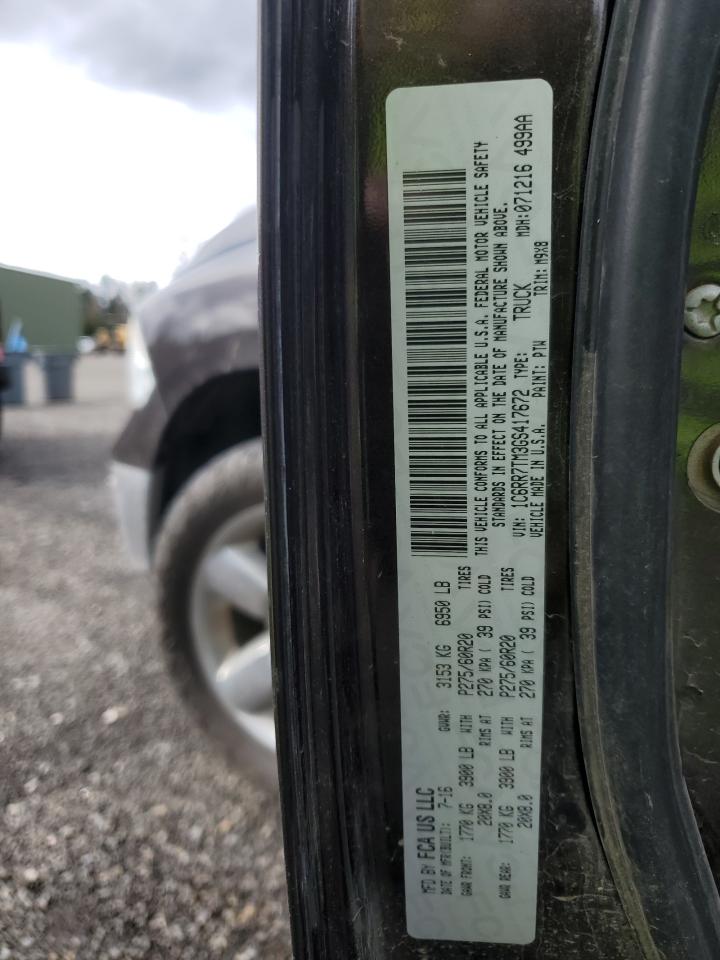 MFD BY FCA US LLC
DATE OF MFR(BUILT): 7-16 GVWR: 3153 KG 6950 LB
GAWR FRONT: 1770 KG 3900 LB WITH P275/60R20 TIRES
20X8.0 RIMS AT 270 KPA ( 39 PSI) COLD
GAWR REAR: 1770 KG 3900 LB WITH P275/60R20 TIRES
20X8.0 RIMS AT 270 KPA ( 39 PSI) COLD
THIS VEHICLE CONFORMS TO ALL APPLICABLE U.S.A. FEDERAL MOTOR VEHICLE SAFETY
STANDARDS IN EFFECT ON THE DATE OF MANUFACTURE SHOWN ABOVE.
VIN: 1C6RR7TM3GS417672 TYPE: TRUCK MDH:071216 499AA
VEHICLE MADE IN U.S.A. PAINT: PTW TRIM: M9X8